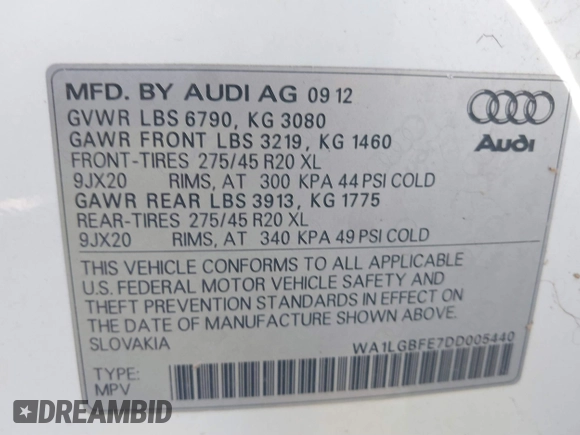 MFD. BY AUDI AG 09 12
GVWR LBS 6790, KG 3080
GAWR FRONT LBS 3219, KG 1460
FRONT-TIRES 275/45 R20 XL
9JX20 RIMS, AT 300 KPA 44 PSI COLD
GAWR REAR LBS 3913, KG 1775
REAR-TIRES 275/45 R20 XL
9JX20 RIMS, AT 340 KPA 49 PSI COLD
Audi
THIS VEHICLE CONFORMS TO ALL APPLICABLE
U.S. FEDERAL MOTOR VEHICLE SAFETY AND
THEFT PREVENTION STANDARDS IN EFFECT ON
THE DATE OF MANUFACTURE SHOWN ABOVE.
SLOVAKIA
WA1LGBFE7DD005440
TYPE:
MPV
DREAMBID